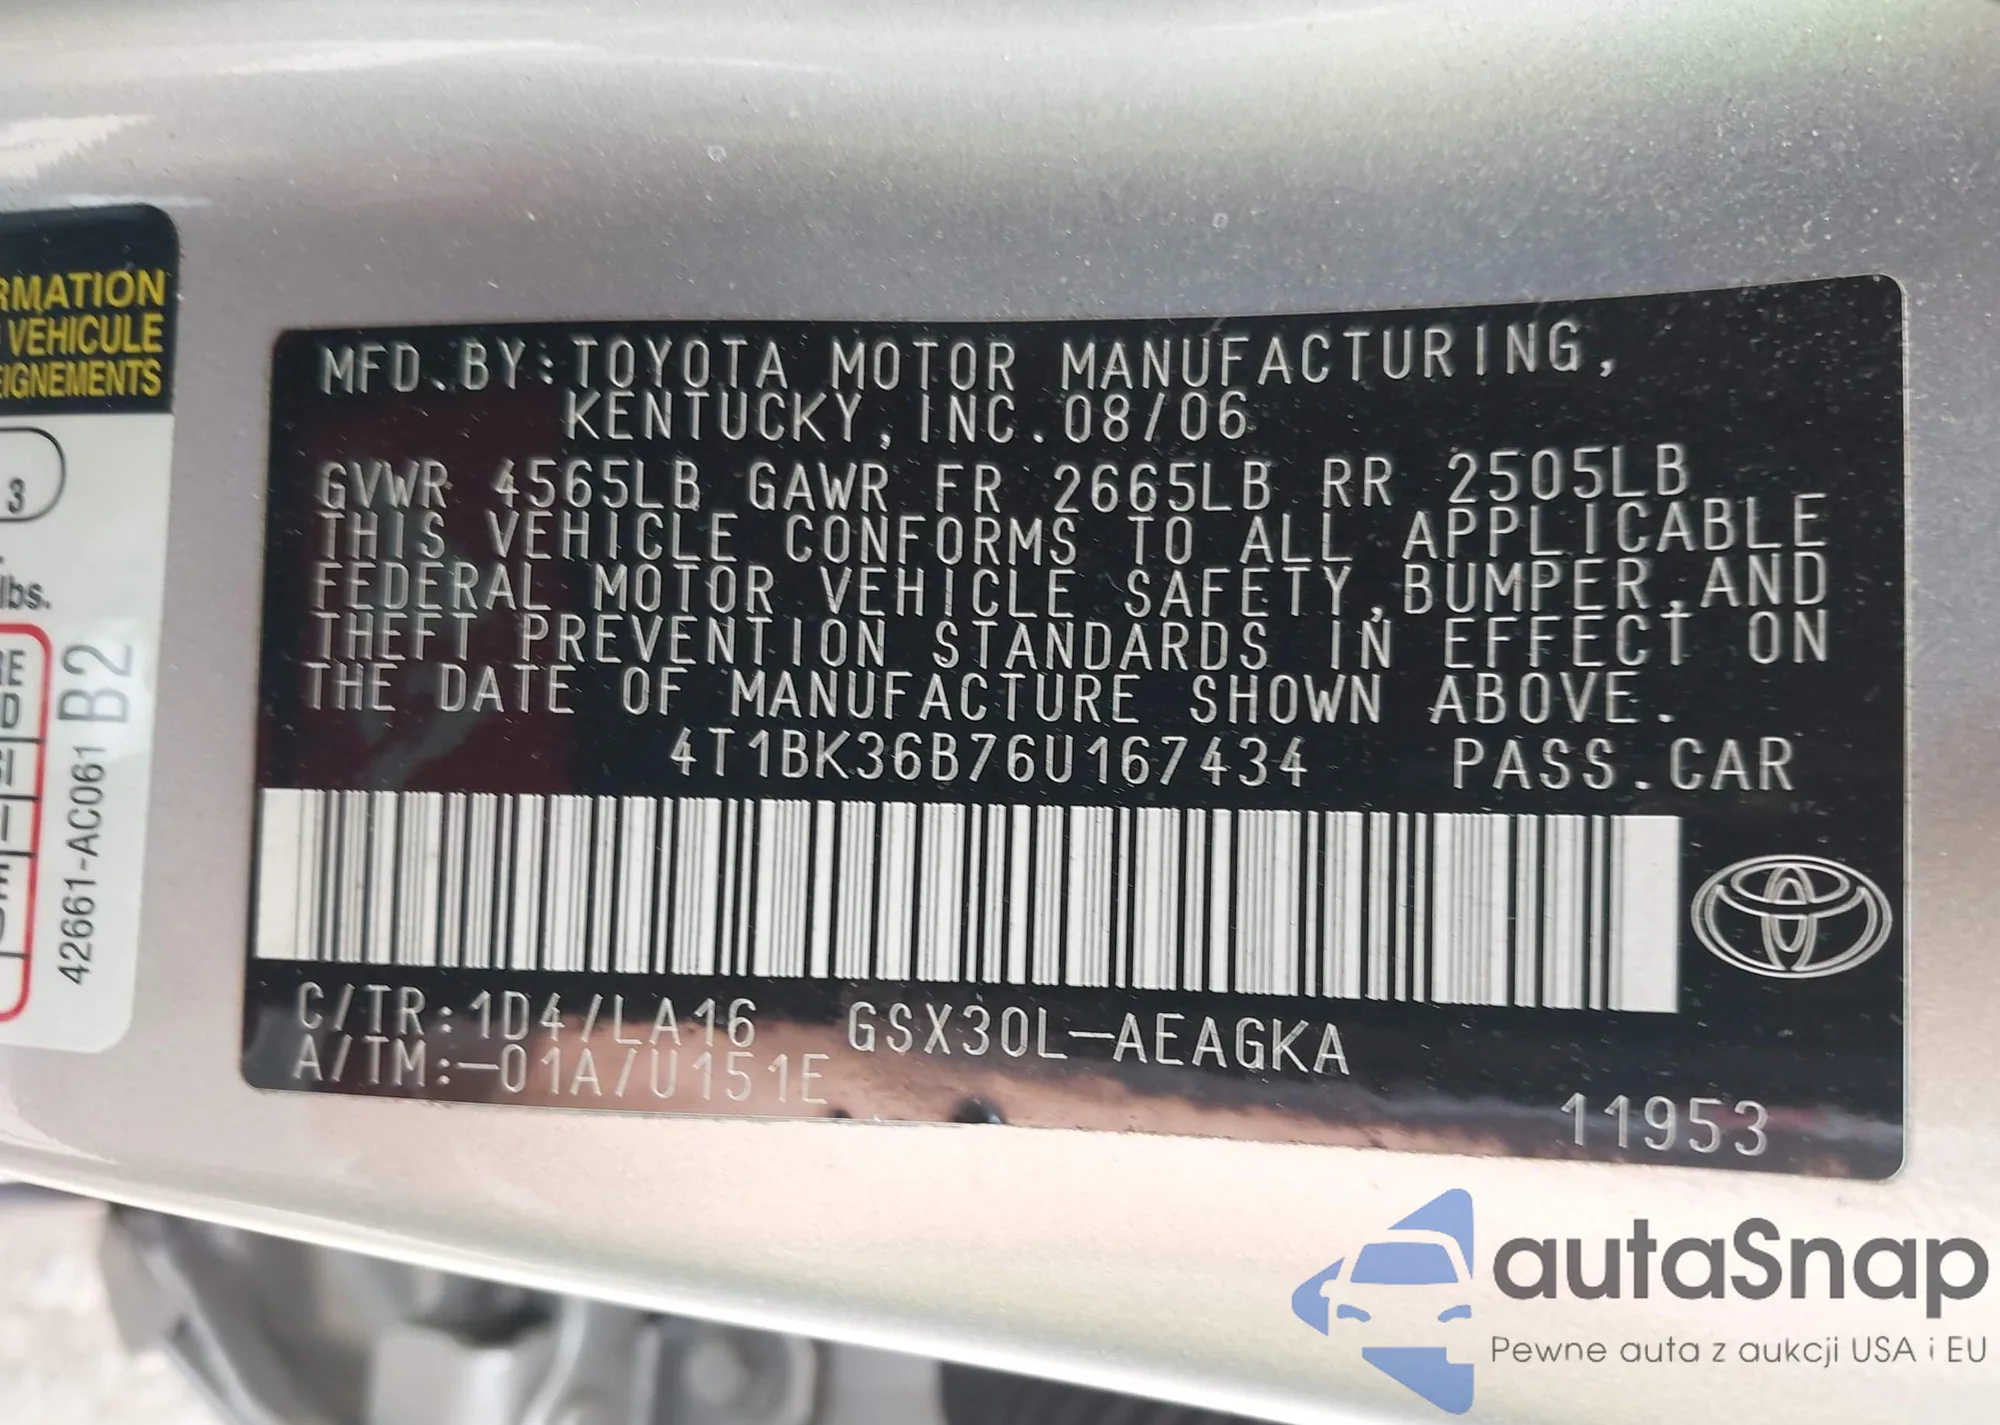 RMATION
VEHICULE
EIGNEMENTS
3
lbs.
RE
D
42661-AC061 B2
MFD.BY:TOYOTA MOTOR MANUFACTURING,
KENTUCKY,INC.08/06
GVWR 4565LB GAWR FR 2665LB RR 2505LB
THIS VEHICLE CONFORMS TO ALL APPLICABLE
FEDERAL MOTOR VEHICLE SAFETY,BUMPER,AND
THEFT PREVENTION STANDARDS IN EFFECT ON
THE DATE OF MANUFACTURE SHOWN ABOVE.
4T1BK36B76U167434 PASS.CAR
C/TR:1D4/LA16 GSX30L-AEAGKA
A/TM:-01A/U151E
11953
autaSnap
Pewne auta z aukcji USA i EU